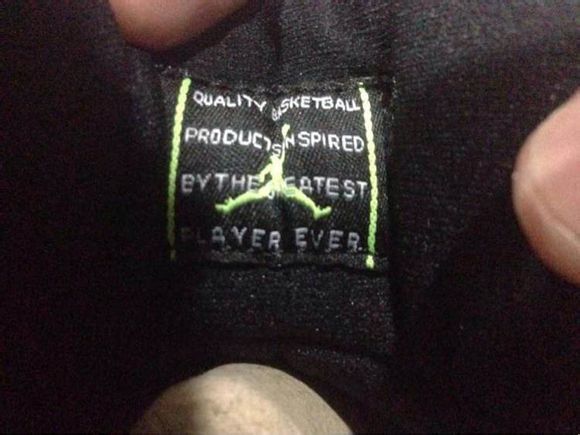 QUALITY BASKETBALL
PRODUCTS INSPIRED
BY THE GREATEST
PLAYER EVER